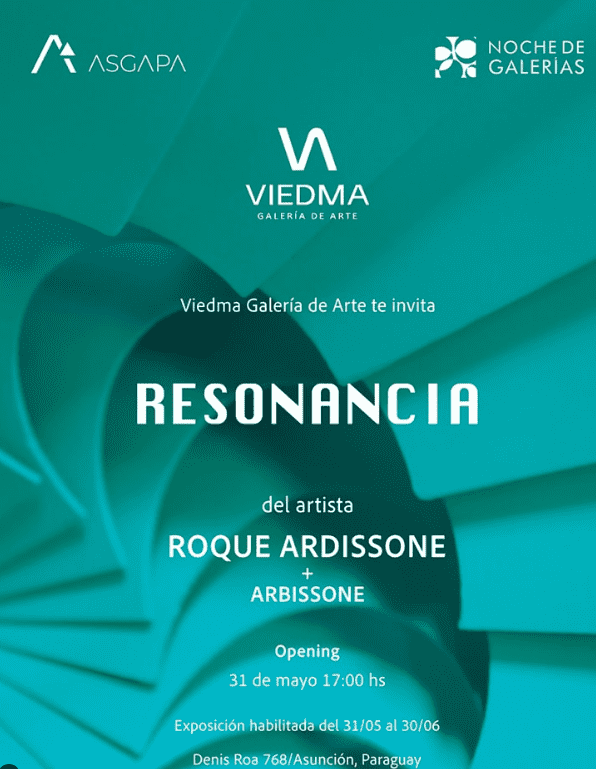 ASGAPA
NOCHE DE
GALERÍAS
VIEDMA
GALERÍA DE ARTE
Viedma Galería de Arte te invita
RESONANCIA
del artista
ROQUE ARDISSONE
+
ARBISSONE
Opening
31 de mayo 17:00 hs
Exposición habilitada del 31/05 al 30/06
Denis Roa 768/Asunción, Paraguay